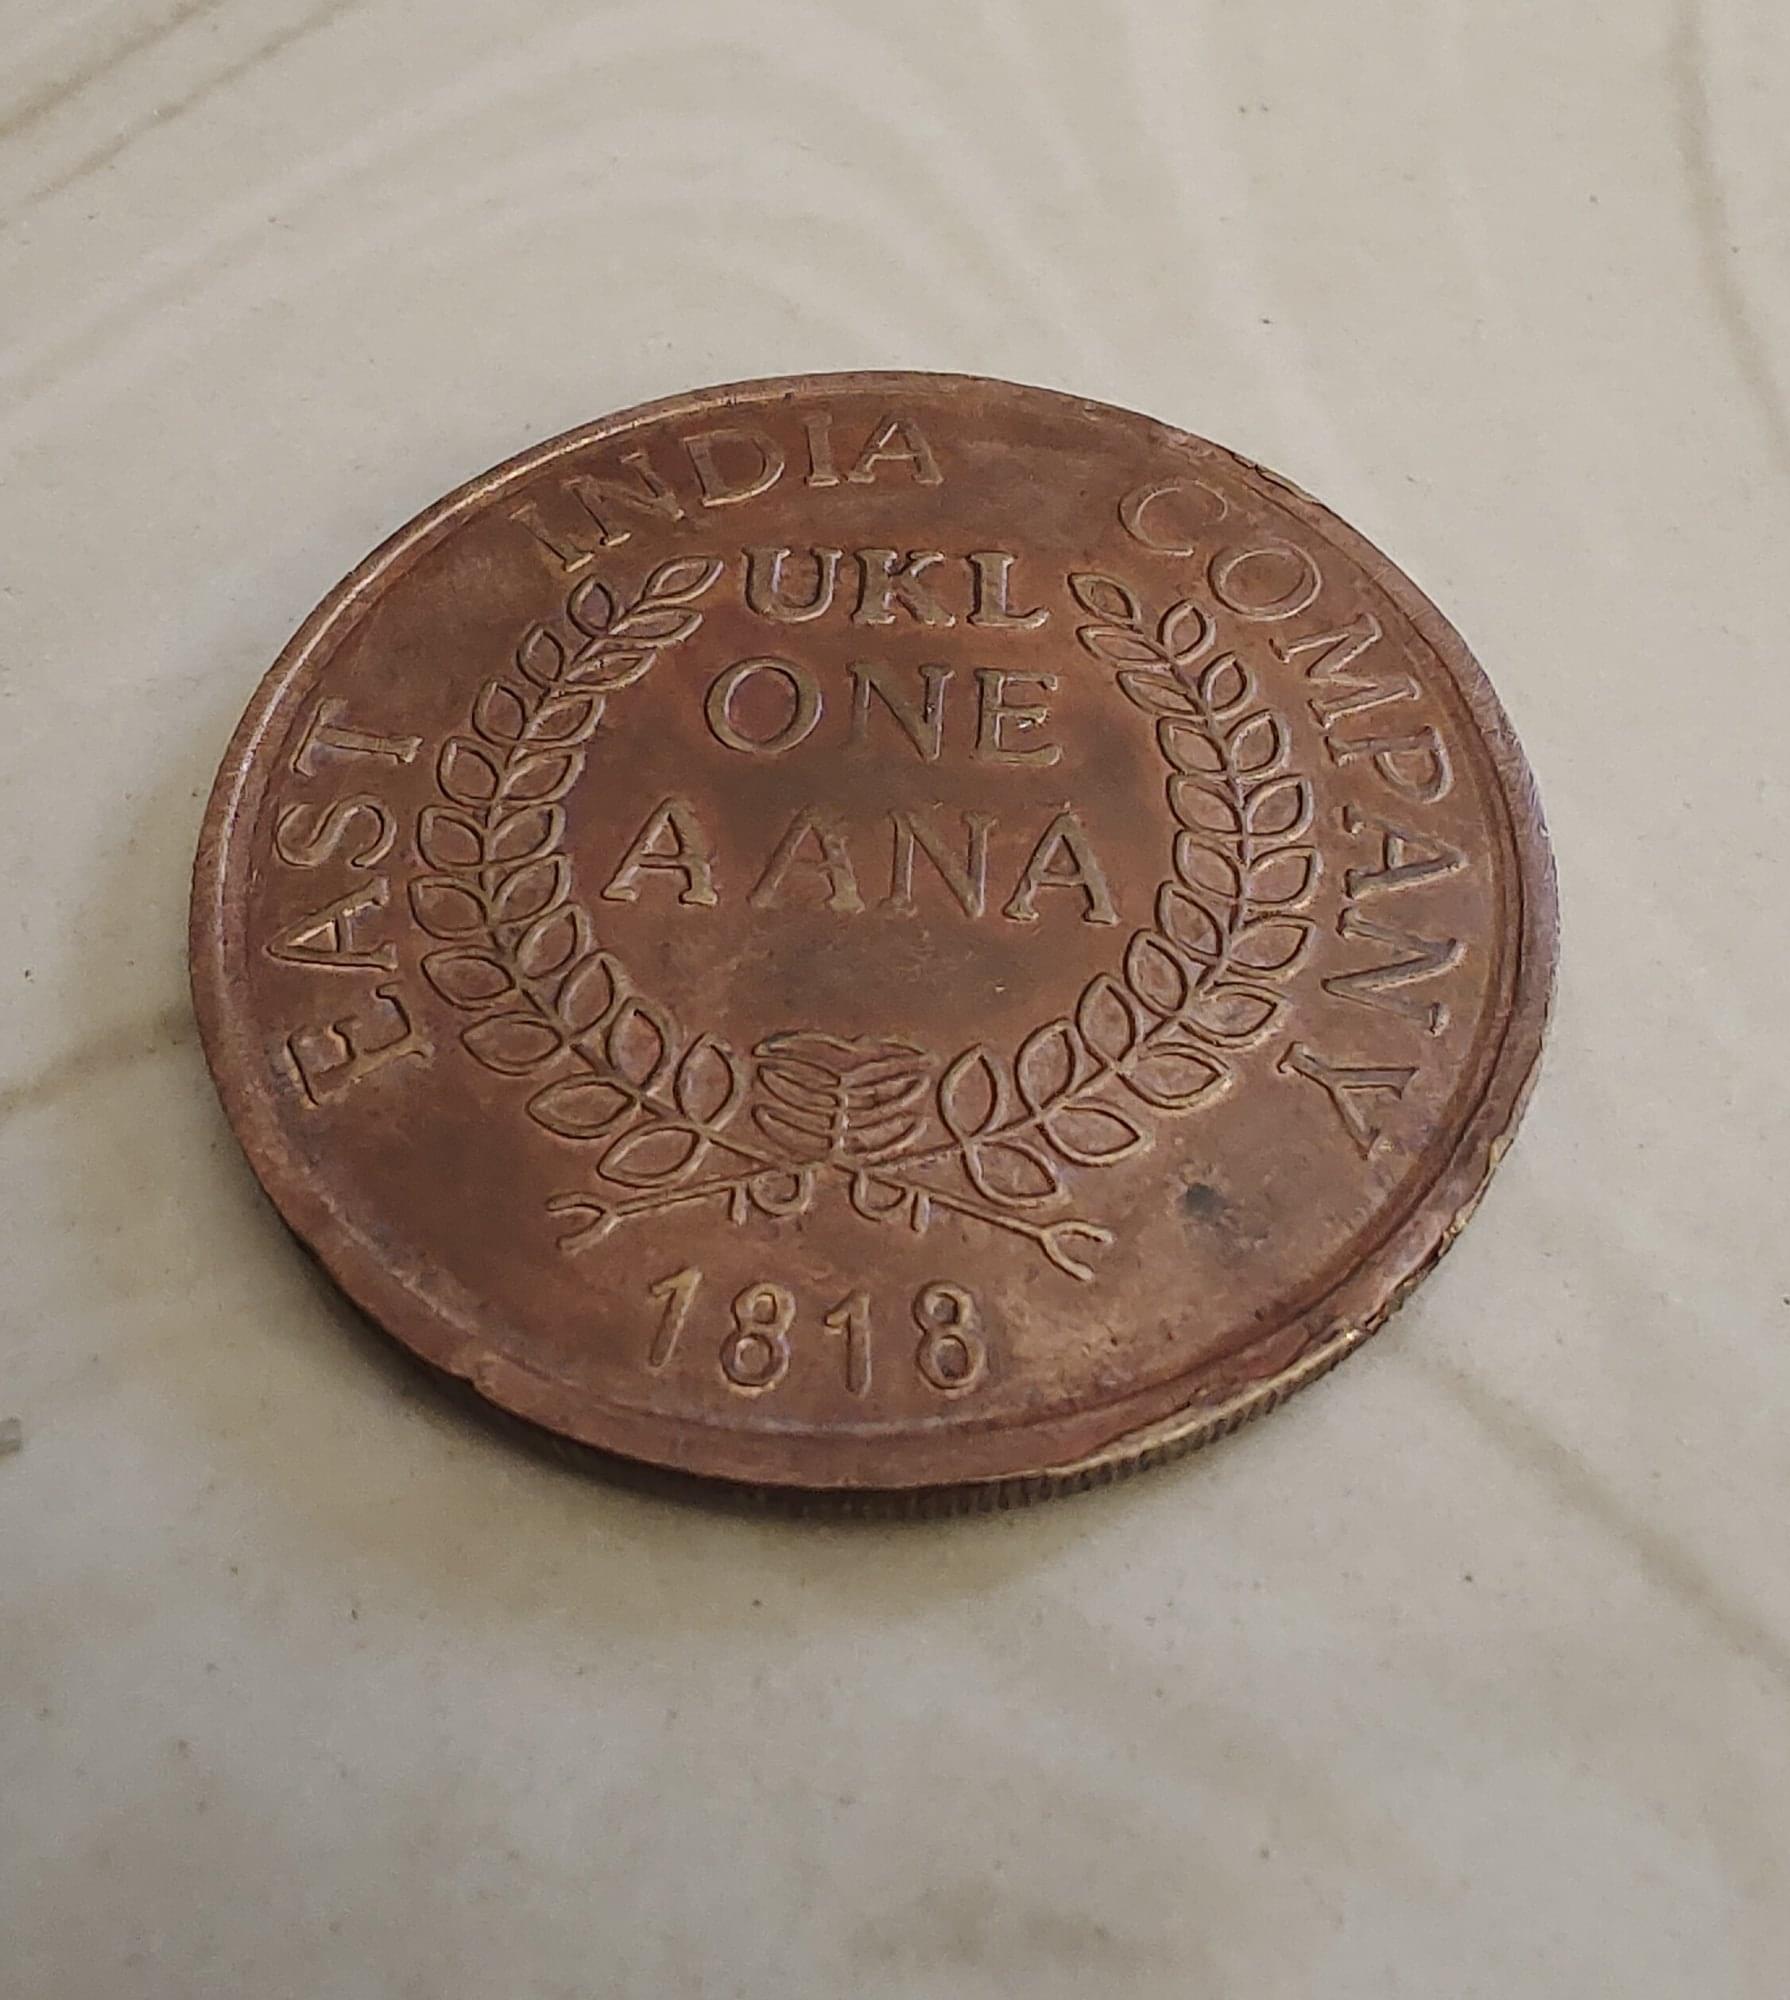 EAST INDIA COMPANY
UKL
ONE
AANA
1818